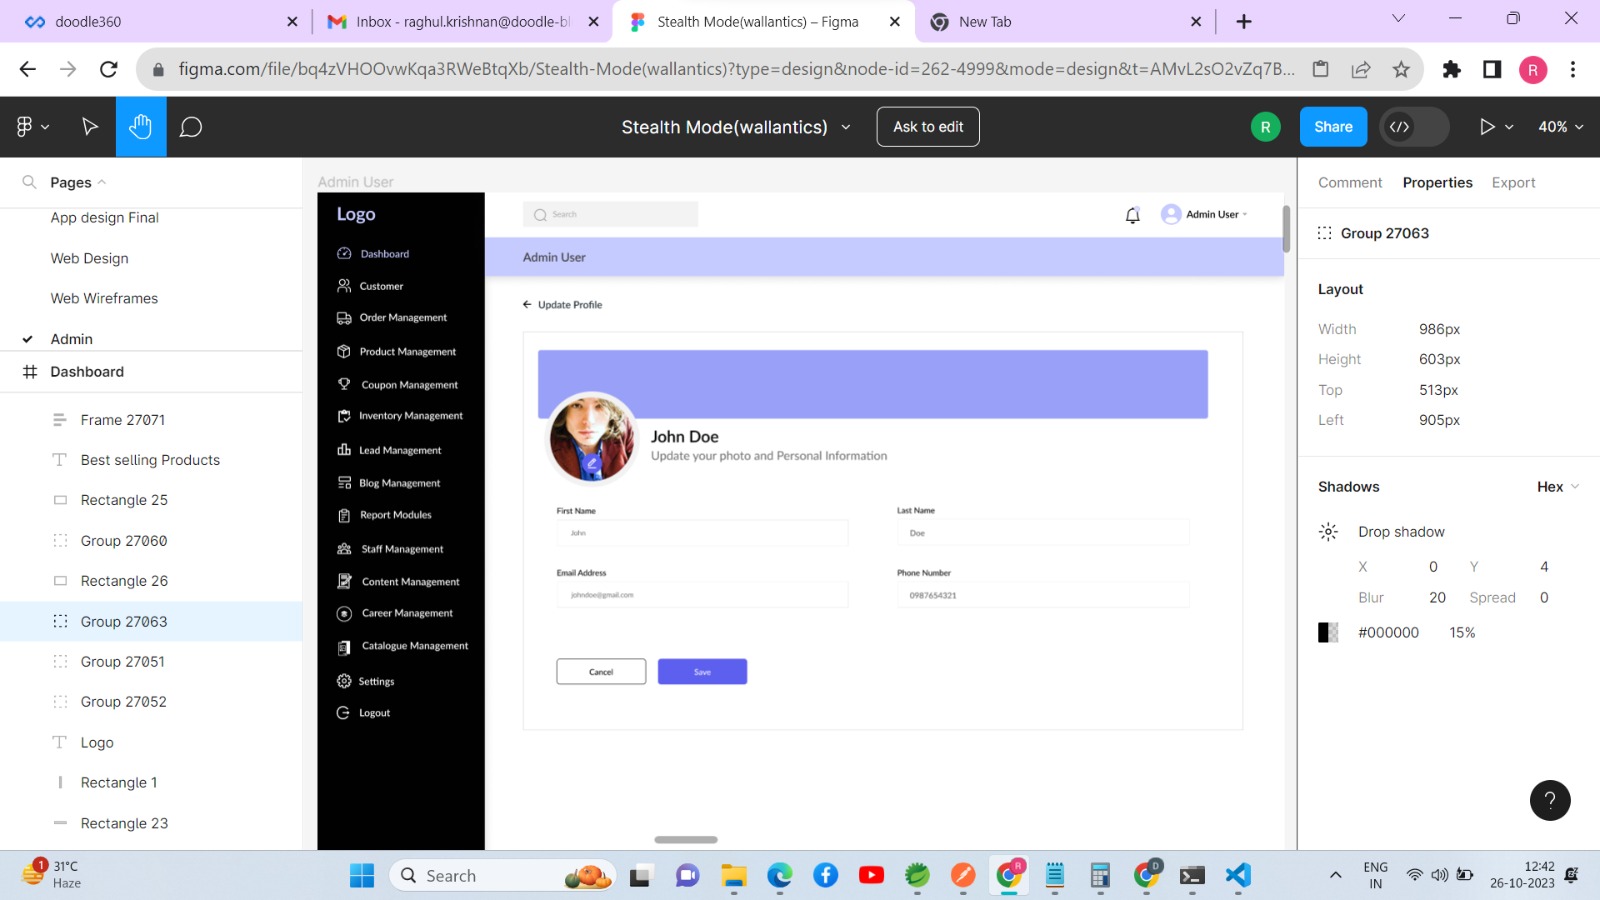 doodle360
Inbox - raghul.krishnan@doodle-bl
Stealth Mode(wallantics) – Figma
New Tab
figma.com/file/bq4zVHOOvwKqa3RWeBtqXb/Stealth-Mode(wallantics)?type=design&node-id=262-4999&mode=design&t=AMvL2sO2vZq7B...
R
Stealth Mode(wallantics)
Ask to edit
R
Share
40%
Pages
App design Final
Web Design
Web Wireframes
Admin
Dashboard
Frame 27071
Best selling Products
Rectangle 25
Group 27060
Rectangle 26
Group 27063
Group 27051
Group 27052
Logo
Rectangle 1
Rectangle 23
Admin User
Logo
Dashboard
Customer
Order Management
Product Management
Coupon Management
Inventory Management
Lead Management
Blog Management
Report Modules
Staff Management
Content Management
Career Management
Catalogue Management
Settings
Logout
Search
Admin User
Admin User
Update Profile
John Doe
Update your photo and Personal Information
First Name
Last Name
John
Doe
Email Address
Phone Number
johndoe@gmail.com
0987654321
Cancel
Save
Comment Properties Export
Group 27063
Layout
Width 986px
Height 603px
Top 513px
Left 905px
Shadows Hex
Drop shadow
X 0 Y 4
Blur 20 Spread 0
#000000 15%
?
1
31°C
Haze
Search
R
D
ENG
IN
12:42
26-10-2023